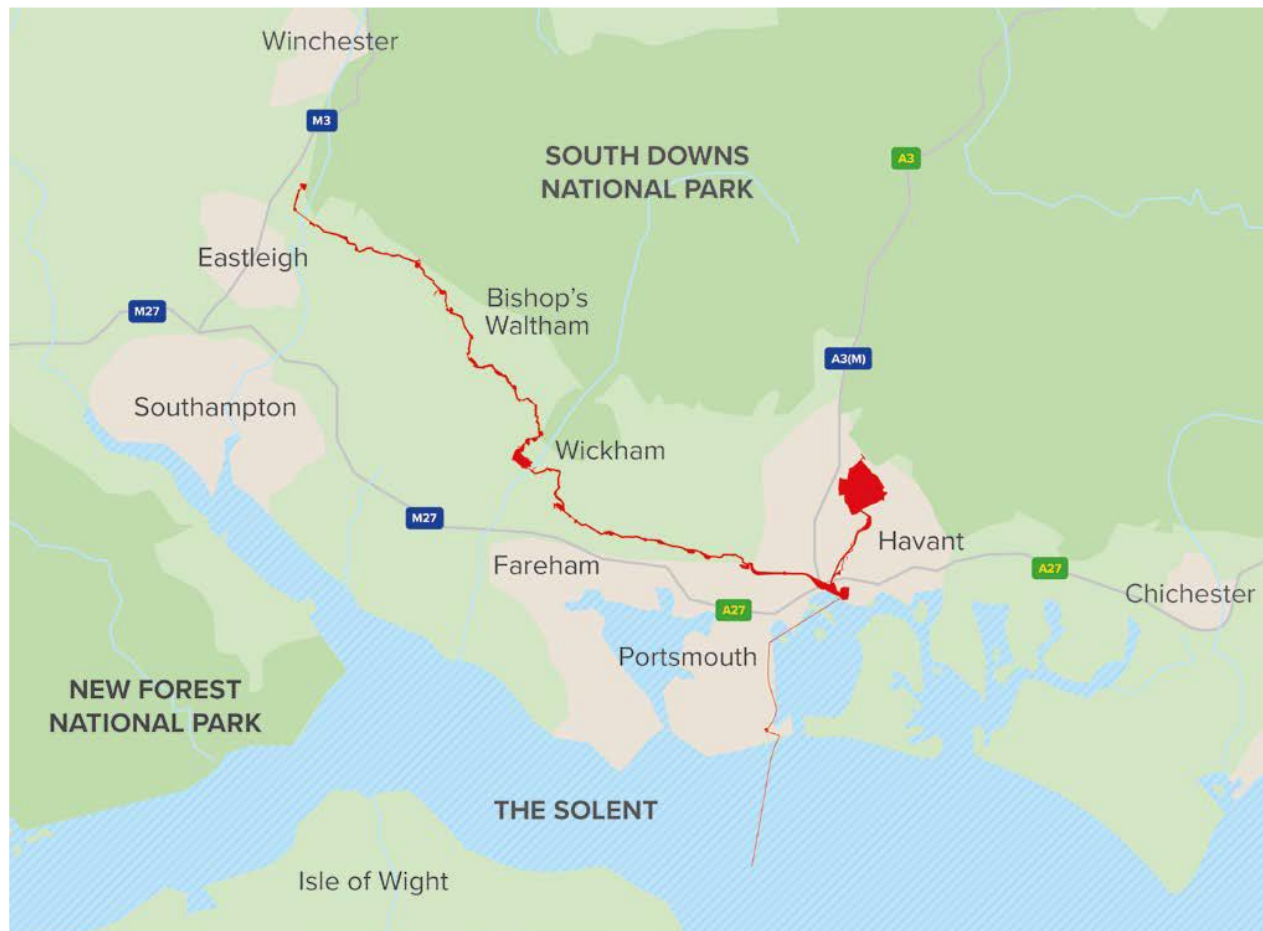 Winchester
M3
SOUTH DOWNS
NATIONAL PARK
A3
Eastleigh
Bishop's
Waltham
M27
A3(M)
Southampton
Wickham
M27
Havant
Fareham
A27
A27
Chichester
Portsmouth
NEW FOREST
NATIONAL PARK
THE SOLENT
Isle of Wight